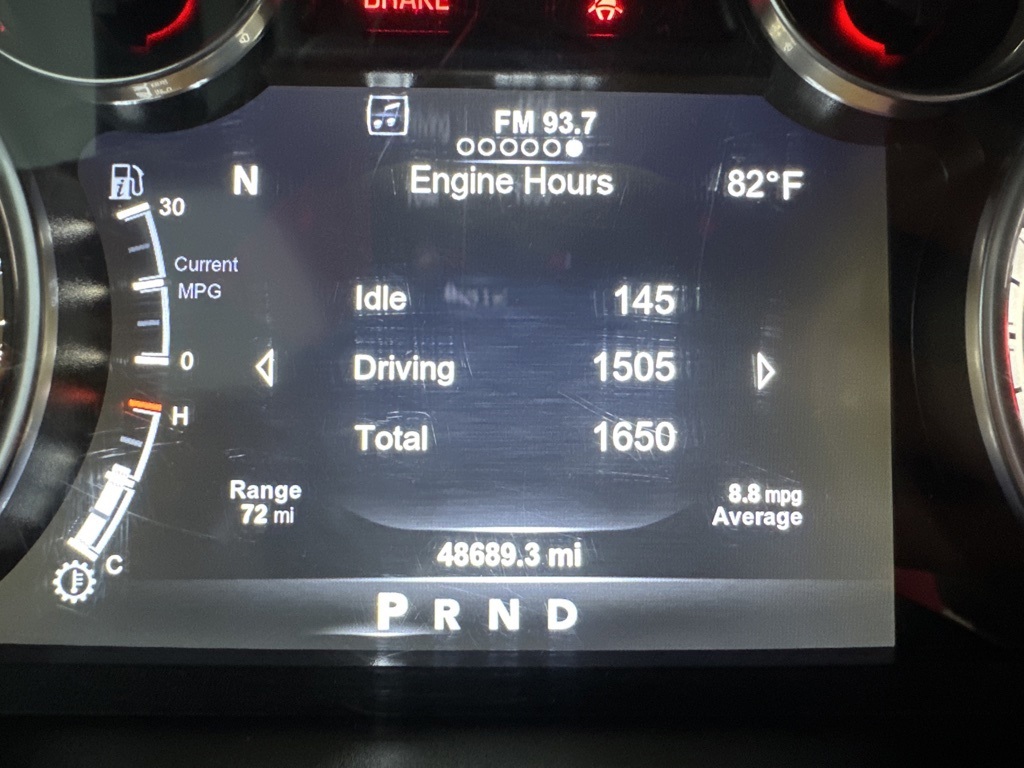 BRAKE
FM 93.7
N
Engine Hours
82°F
30
Current
MPG
Idle 145
0
Driving 1505
H
Total 1650
Range
72 mi
8.8 mpg
Average
48689.3 mi
C
P R N D